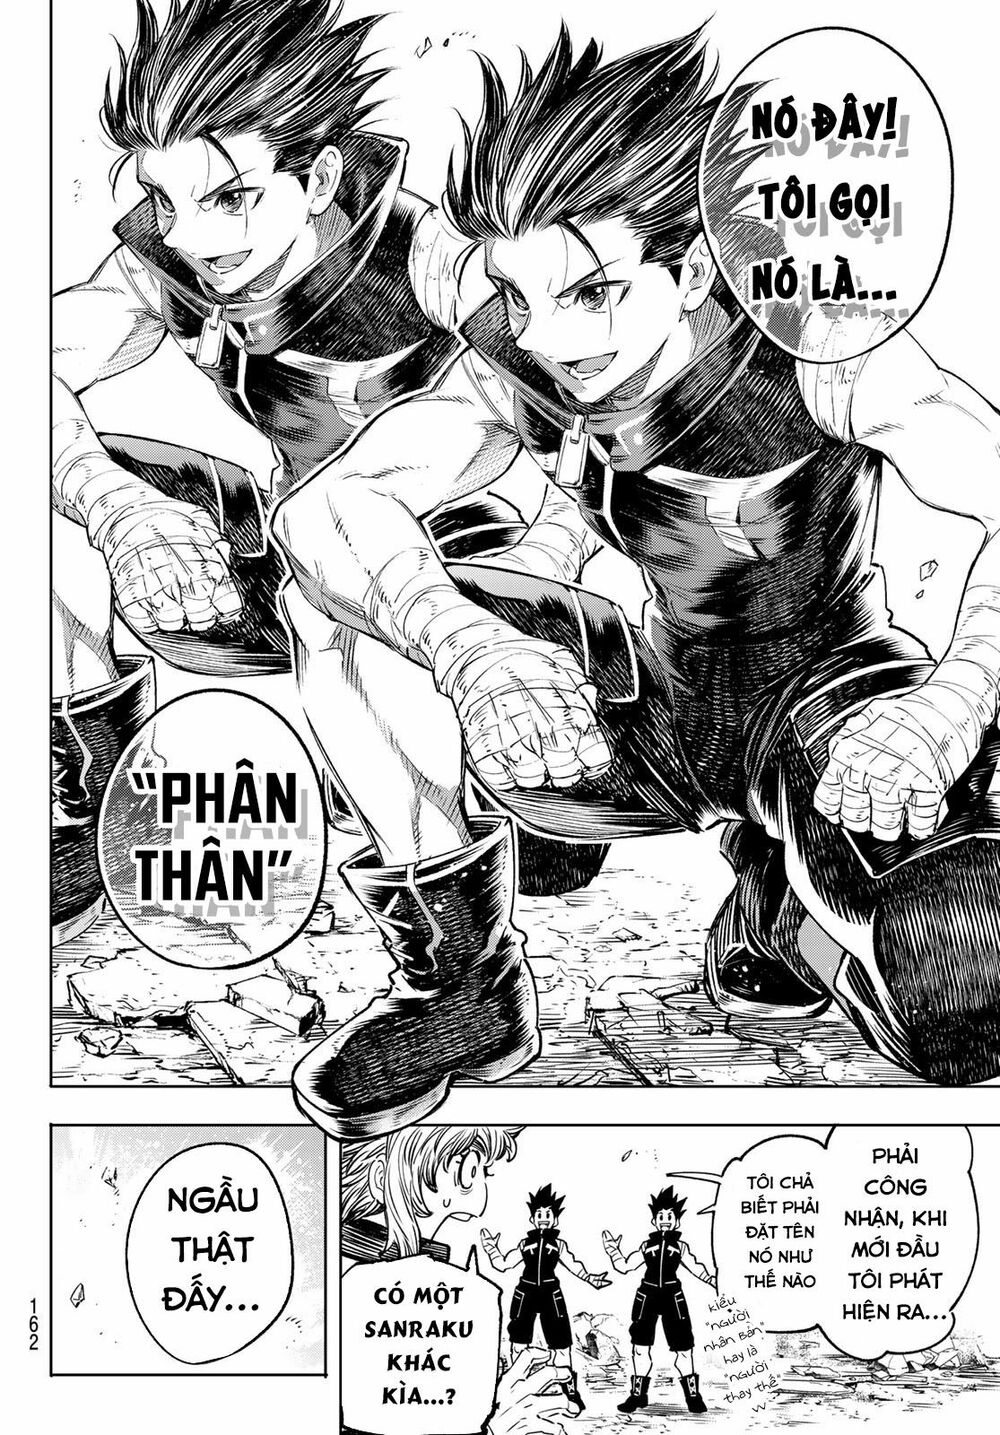 NÓ ĐÂY!
TÔI GỌI
NÓ LÀ...
"PHÂN
THÂN"
PHẢI
CÔNG
NHẬN, KHI
MỚI ĐẦU
TÔI PHÁT
HIỆN RA...
TÔI CHẢ
BIẾT PHẢI
ĐẶT TÊN
NÓ NHƯ
THẾ NÀO
kiểu
"người
nhân bản"
hay là
"người
thay thế"
vv
CÓ MỘT
SANRAKU
KHÁC
KÌA...?
NGẦU
THẬT
ĐẤY...
162